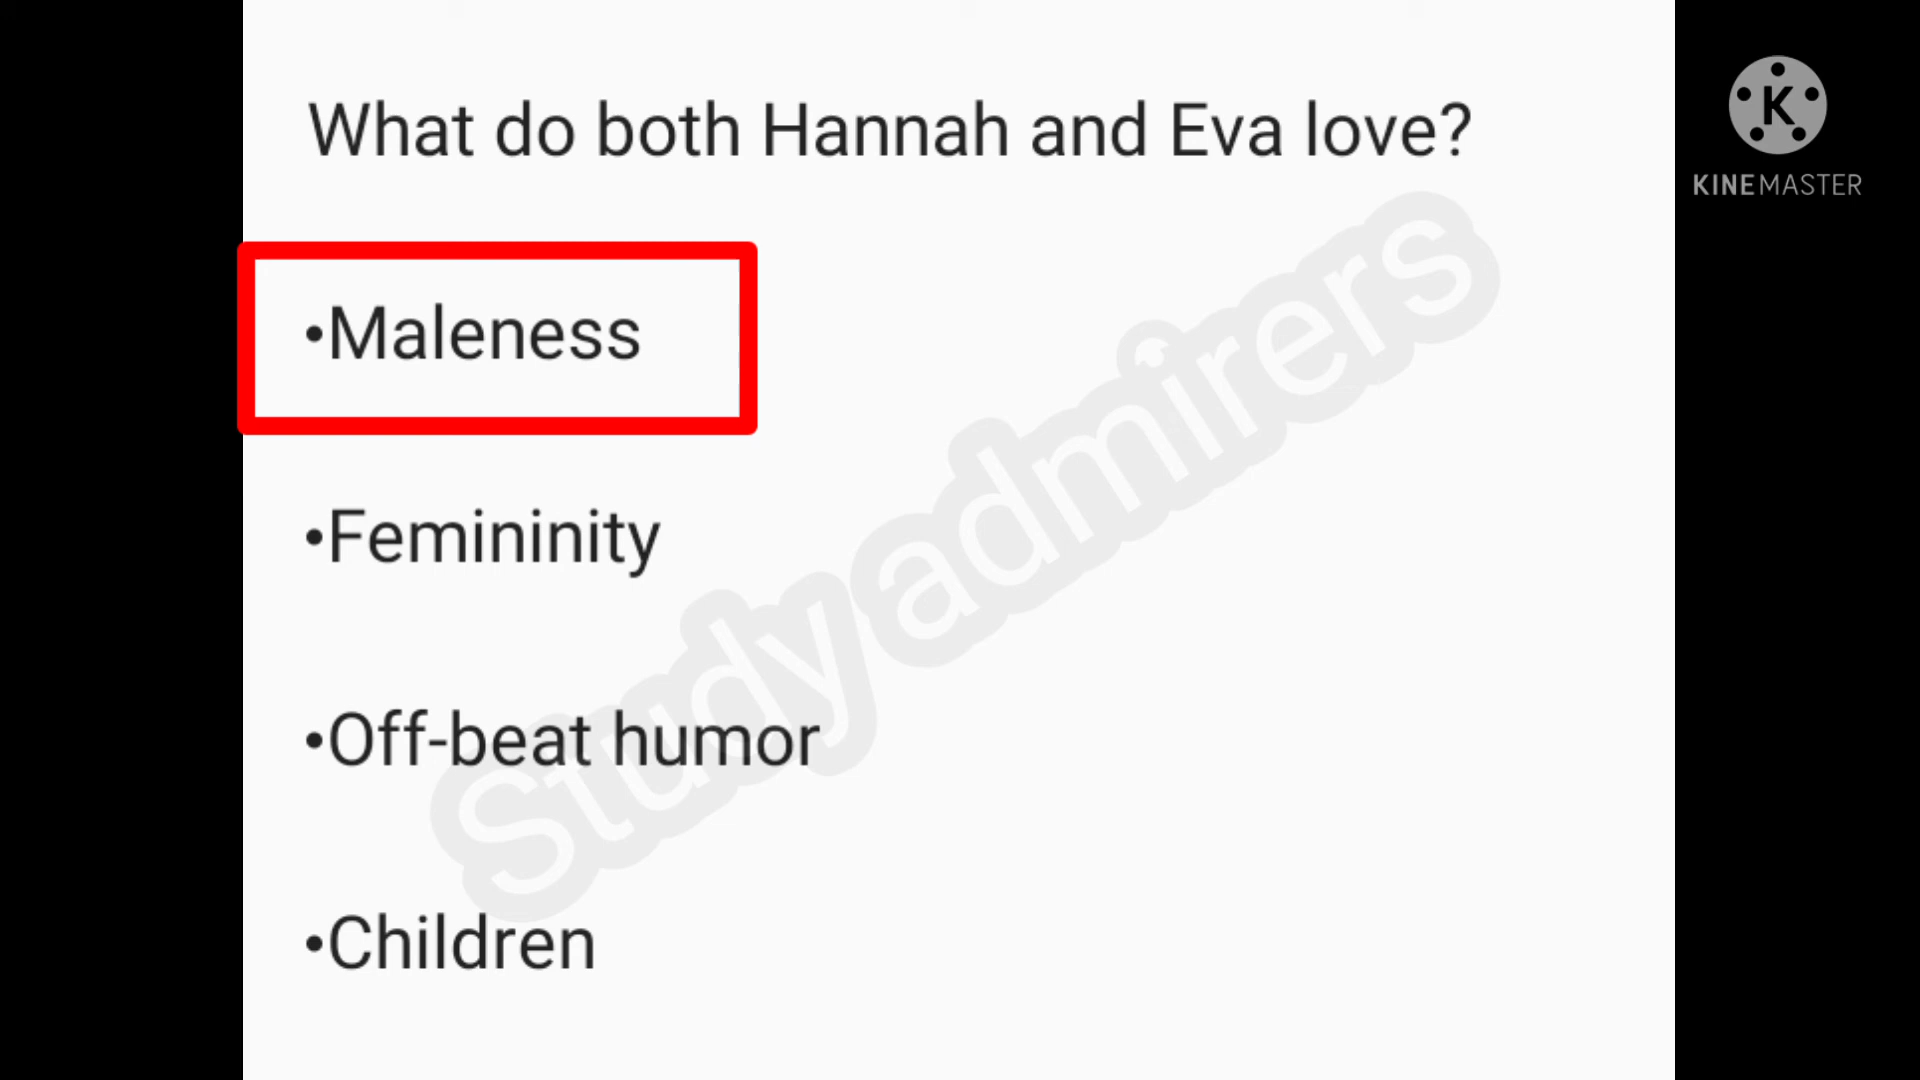 What do both Hannah and Eva love?
KINEMASTER
•Maleness
•Femininity
•Off-beat humor
•Children
Study admirers